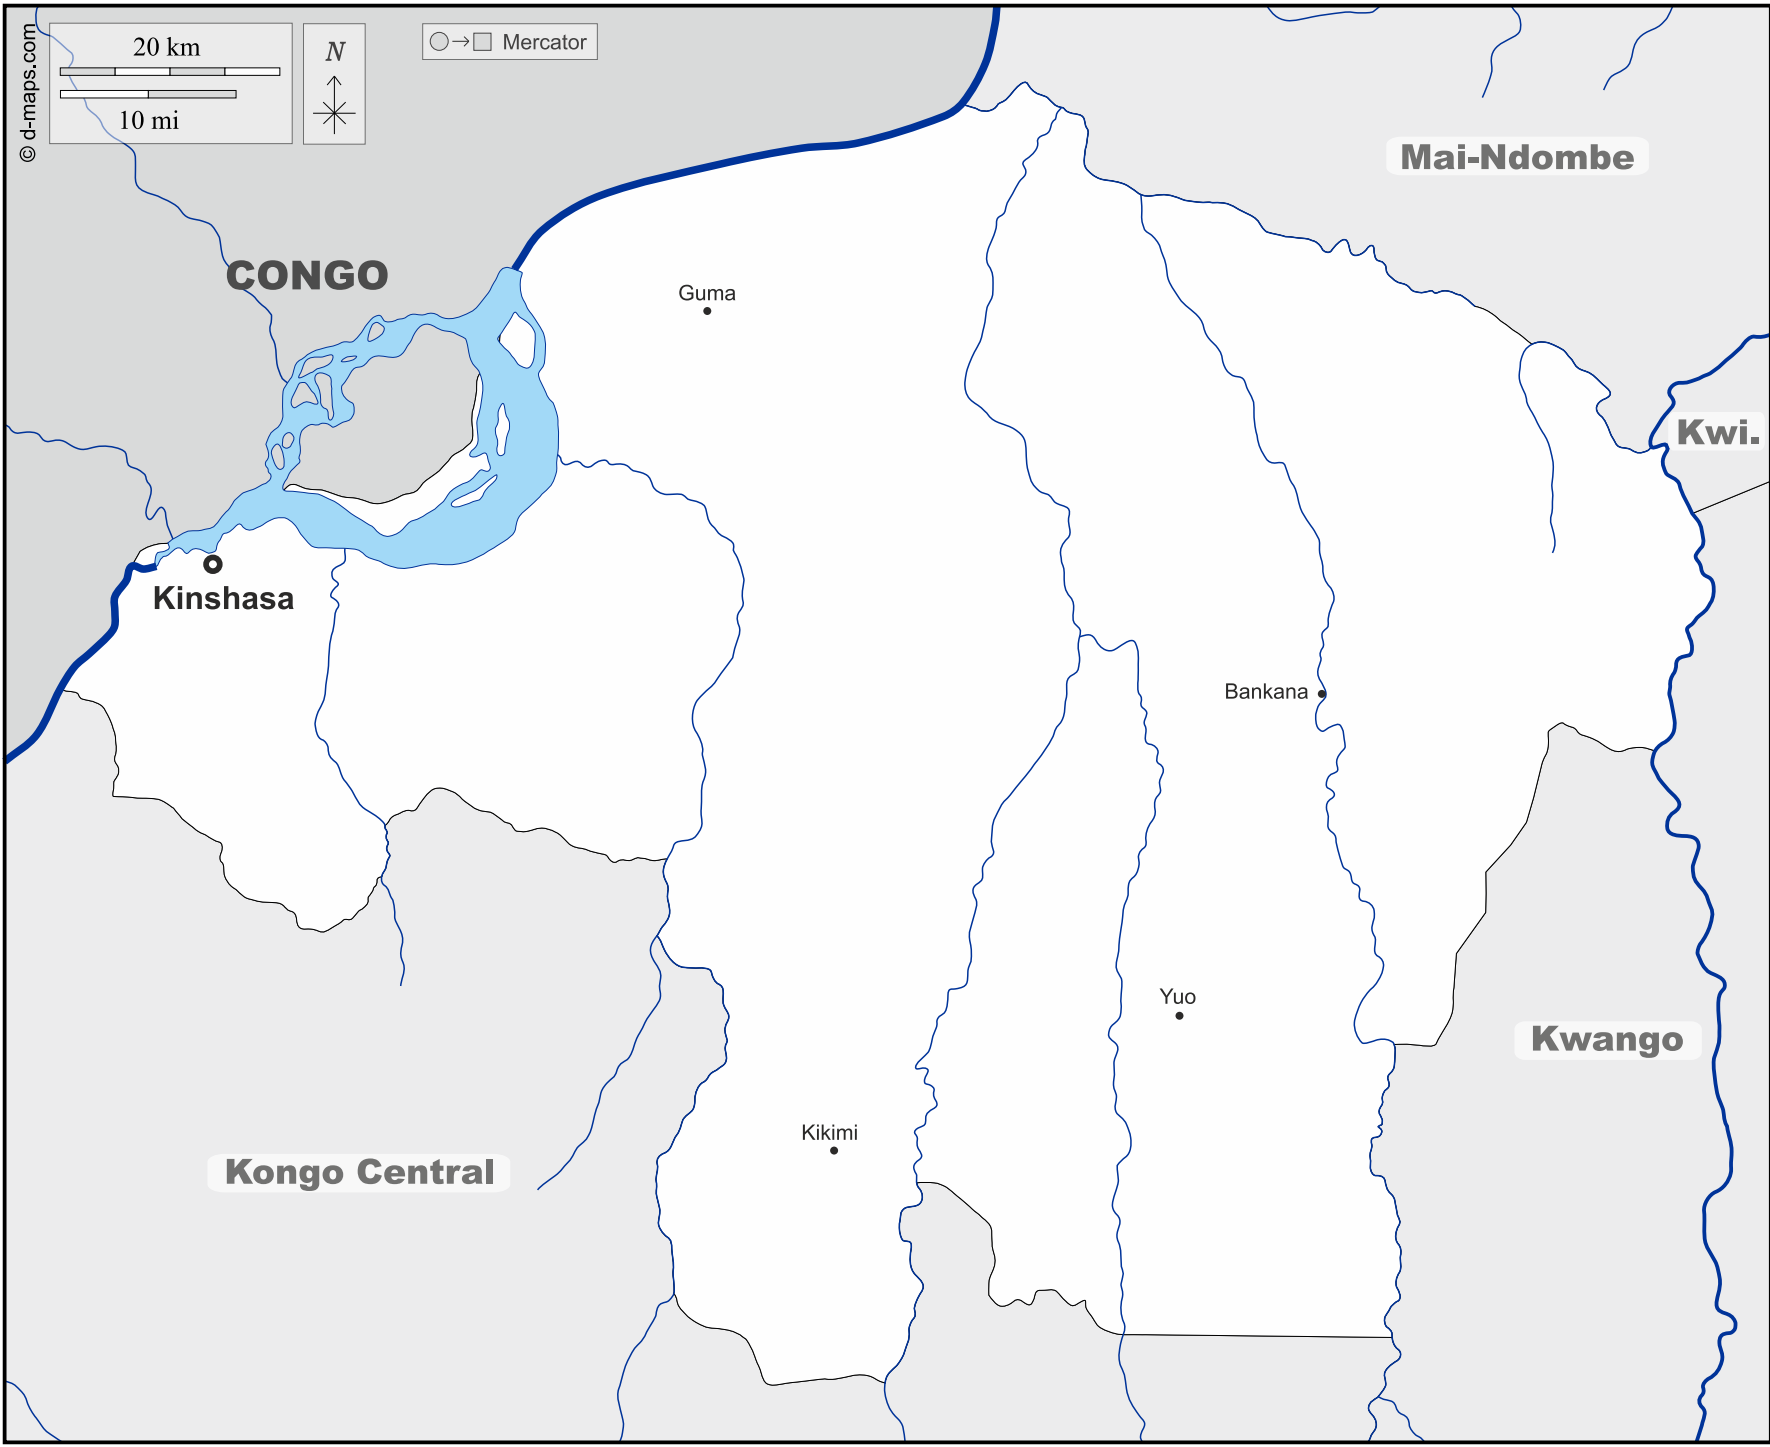 © d-maps.com
20 km
10 mi
N
Mercator
Mai-Ndombe
CONGO
Guma
Kwi.
Kinshasa
Bankana
Yuo
Kwango
Kikimi
Kongo Central